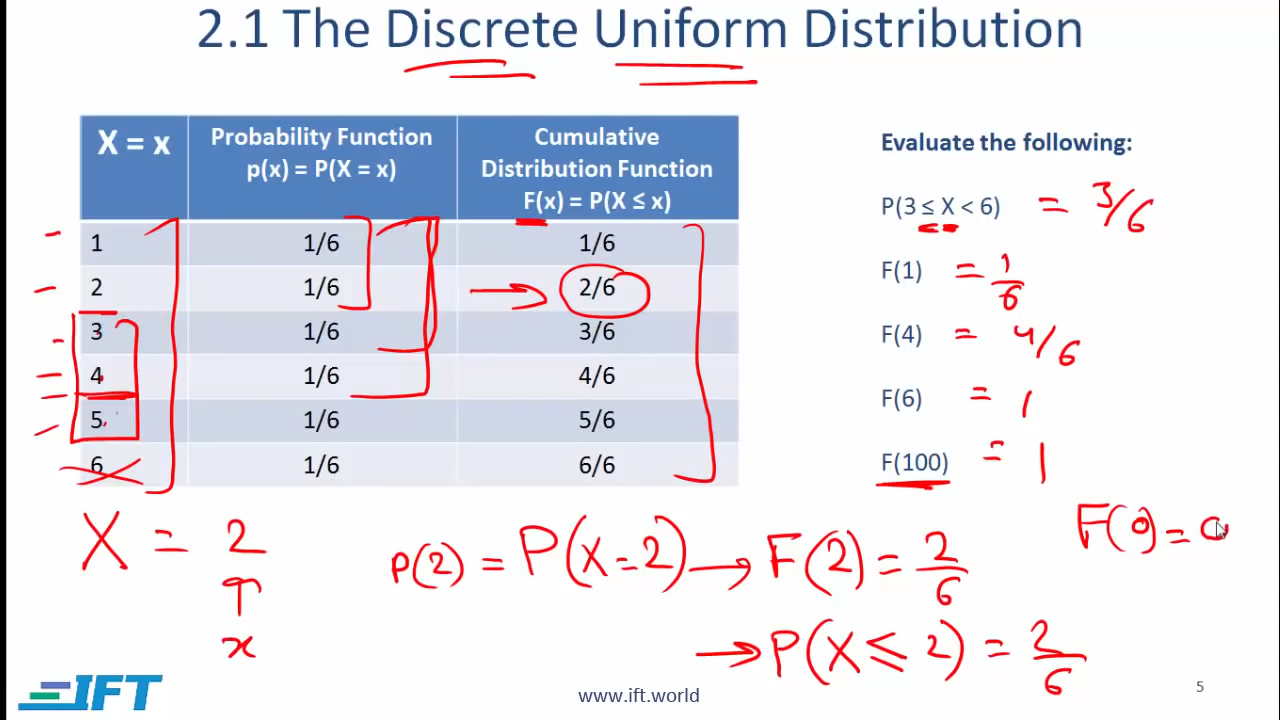 2.1 The Discrete Uniform Distribution
X = x
Probability Function
p(x) = P(X = x)
Cumulative
Distribution Function
F(x) = P(X ≤ x)
1 1/6 1/6
2 1/6 2/6
3 1/6 3/6
4 1/6 4/6
5 1/6 5/6
6 1/6 6/6
Evaluate the following:
P(3 ≤ X < 6) = 3/6
F(1) = 1/6
F(4) = 4/6
F(6) = 1
F(100) = 1
F(0) = 0
X = 2
↑
x
P(2) = P(X = 2) → F(2) = 2/6
→ P(X ≤ 2) = 2/6
IFT
www.ift.world
5